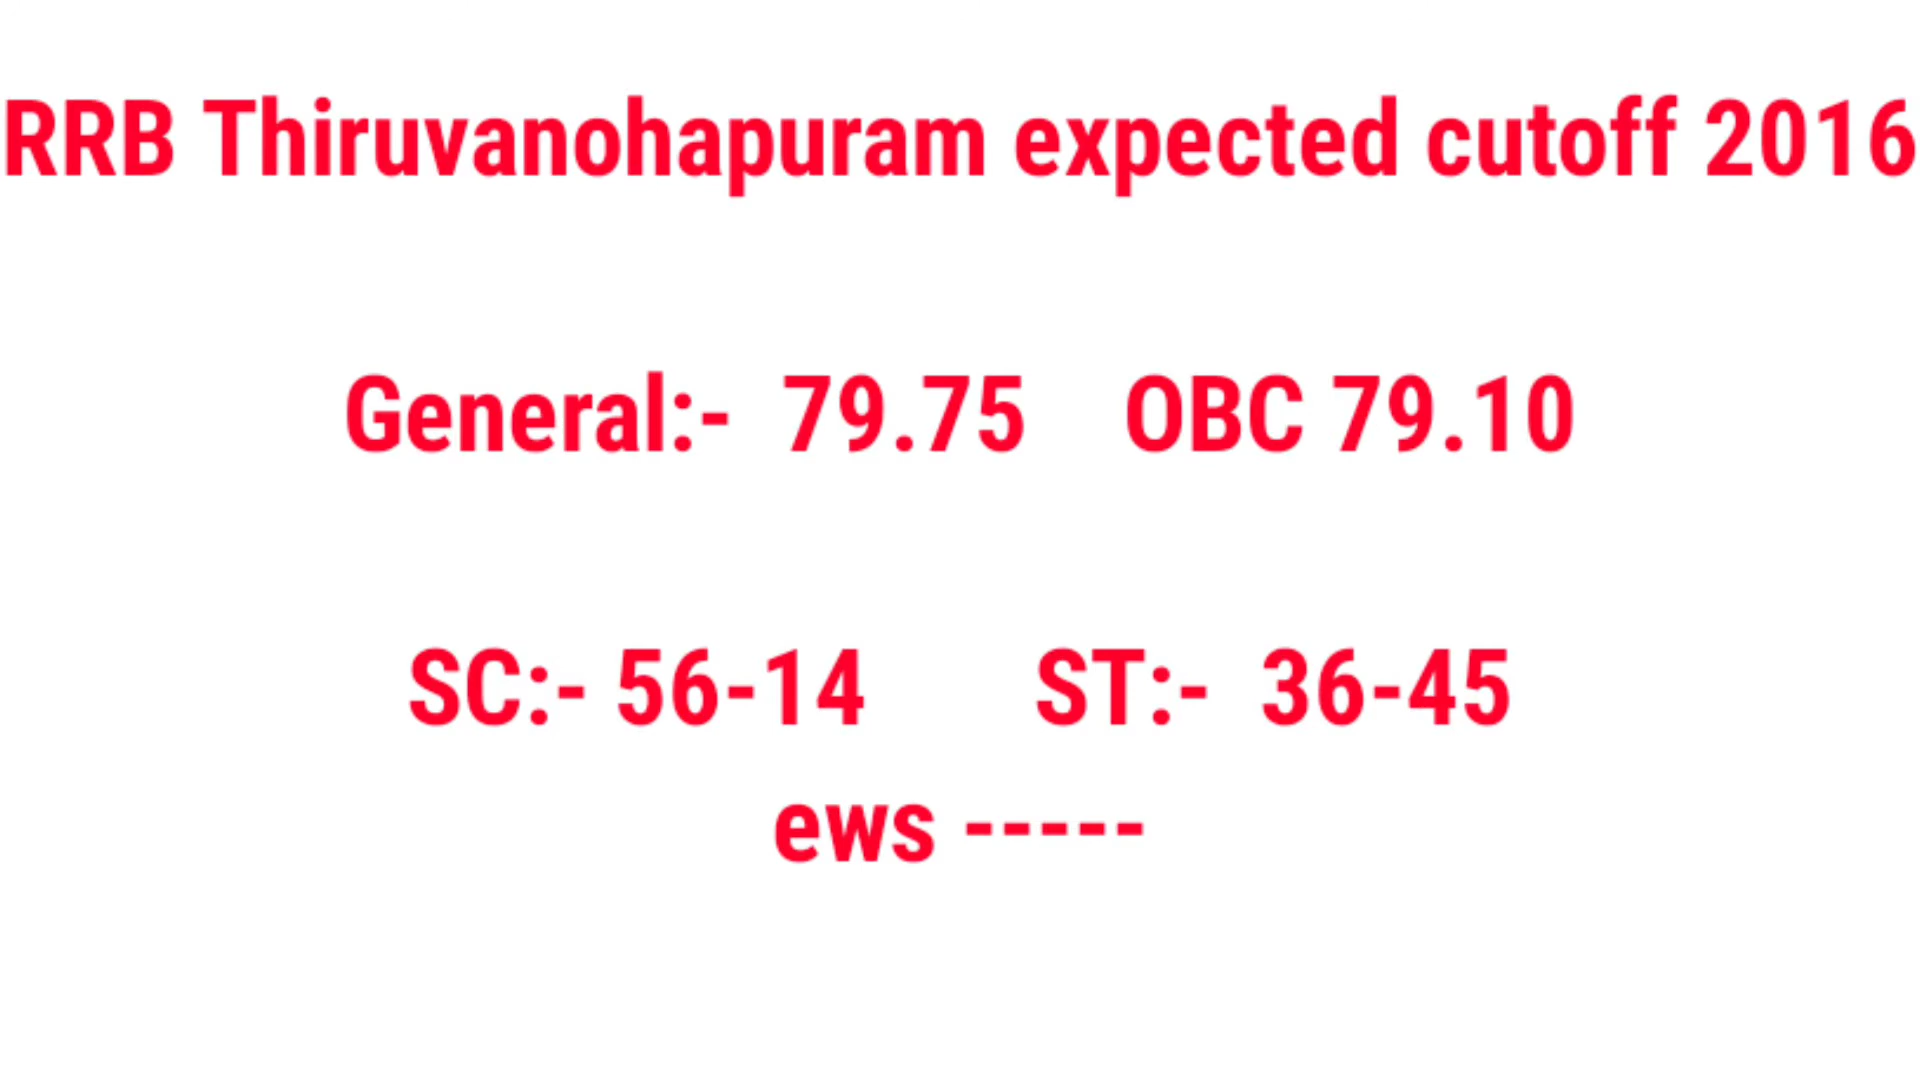 RRB Thiruvanohapuram expected cutoff 2016
General:- 79.75 OBC 79.10
SC:- 56-14 ST:- 36-45
ews -----